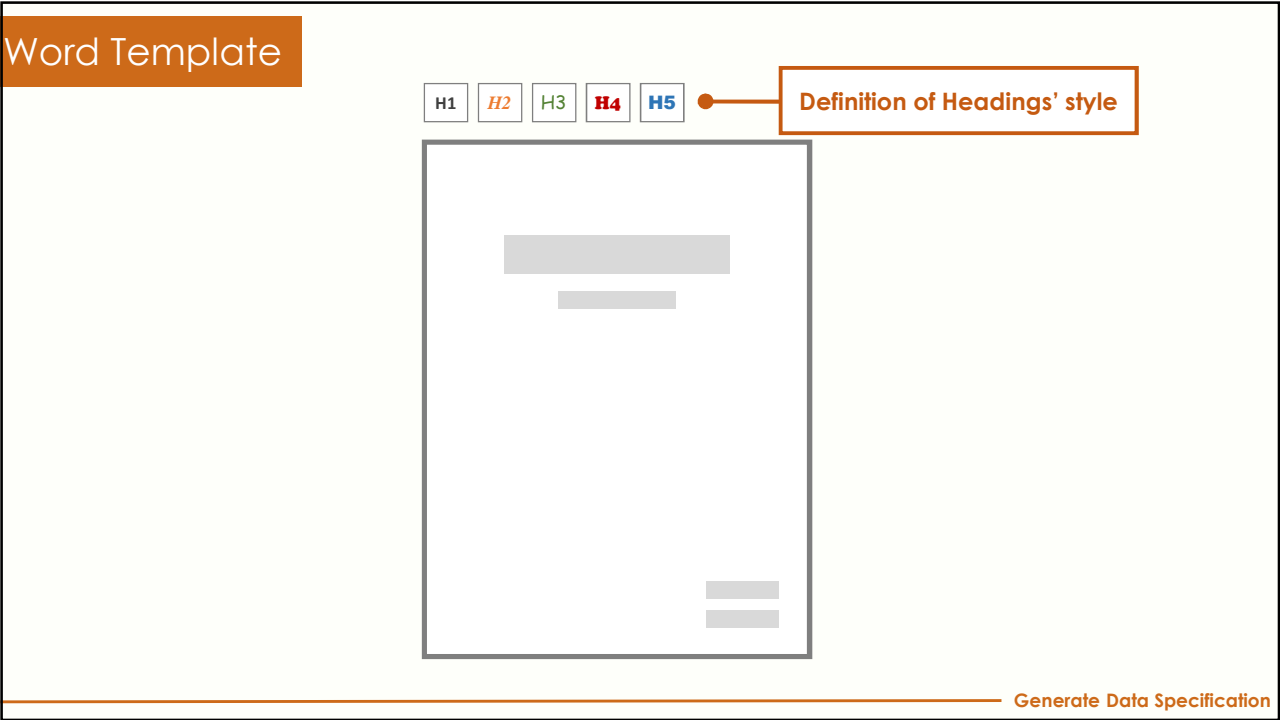 Word Template
H1 H2 H3 H4 H5
Definition of Headings’ style
Generate Data Specification